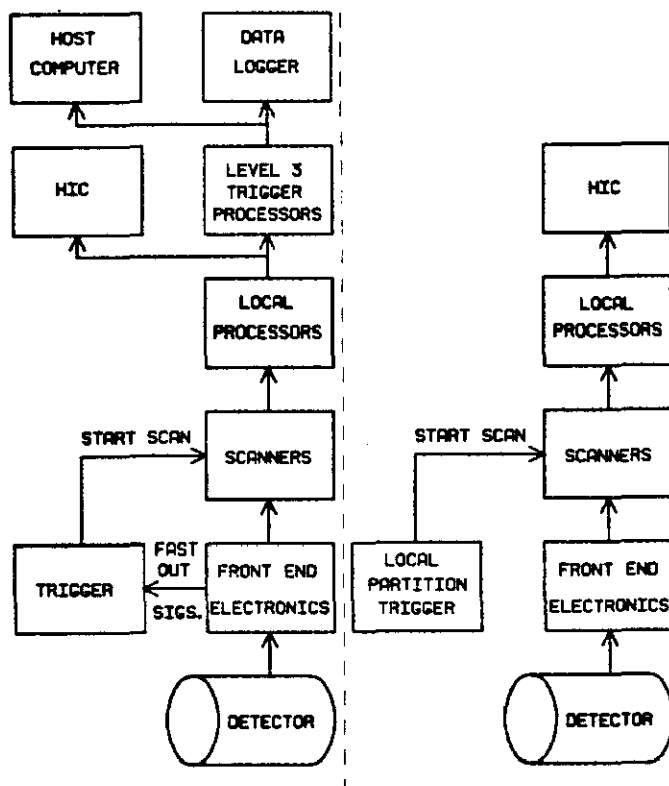 HOST
COMPUTER
DATA
LOGGER
HIC
LEVEL 3
TRIGGER
PROCESSORS
LOCAL
PROCESSORS
START SCAN
SCANNERS
TRIGGER
FAST
OUT
SIGS.
FRONT END
ELECTRONICS
DETECTOR
HIC
LOCAL
PROCESSORS
START SCAN
SCANNERS
LOCAL
PARTITION
TRIGGER
FRONT END
ELECTRONICS
DETECTOR